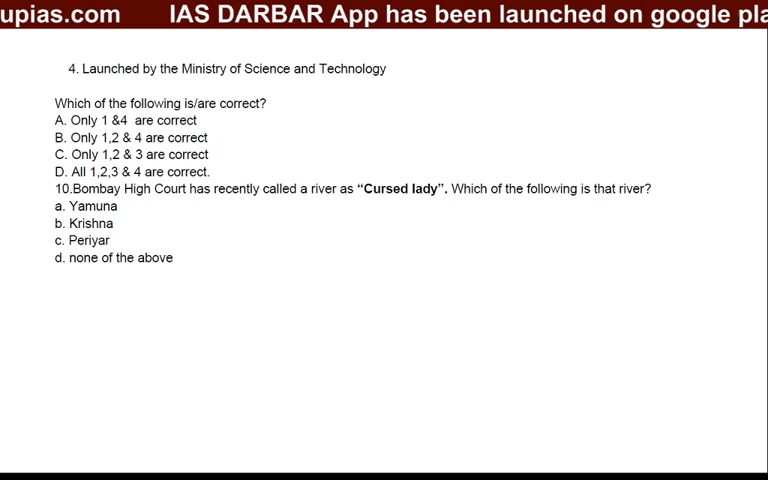 upias.com IAS DARBAR App has been launched on google pla
4. Launched by the Ministry of Science and Technology
Which of the following is/are correct?
A. Only 1 &4  are correct
B. Only 1,2 & 4 are correct
C. Only 1,2 & 3 are correct
D. All 1,2,3 & 4 are correct.
10.Bombay High Court has recently called a river as “Cursed lady”. Which of the following is that river?
a. Yamuna
b. Krishna
c. Periyar
d. none of the above